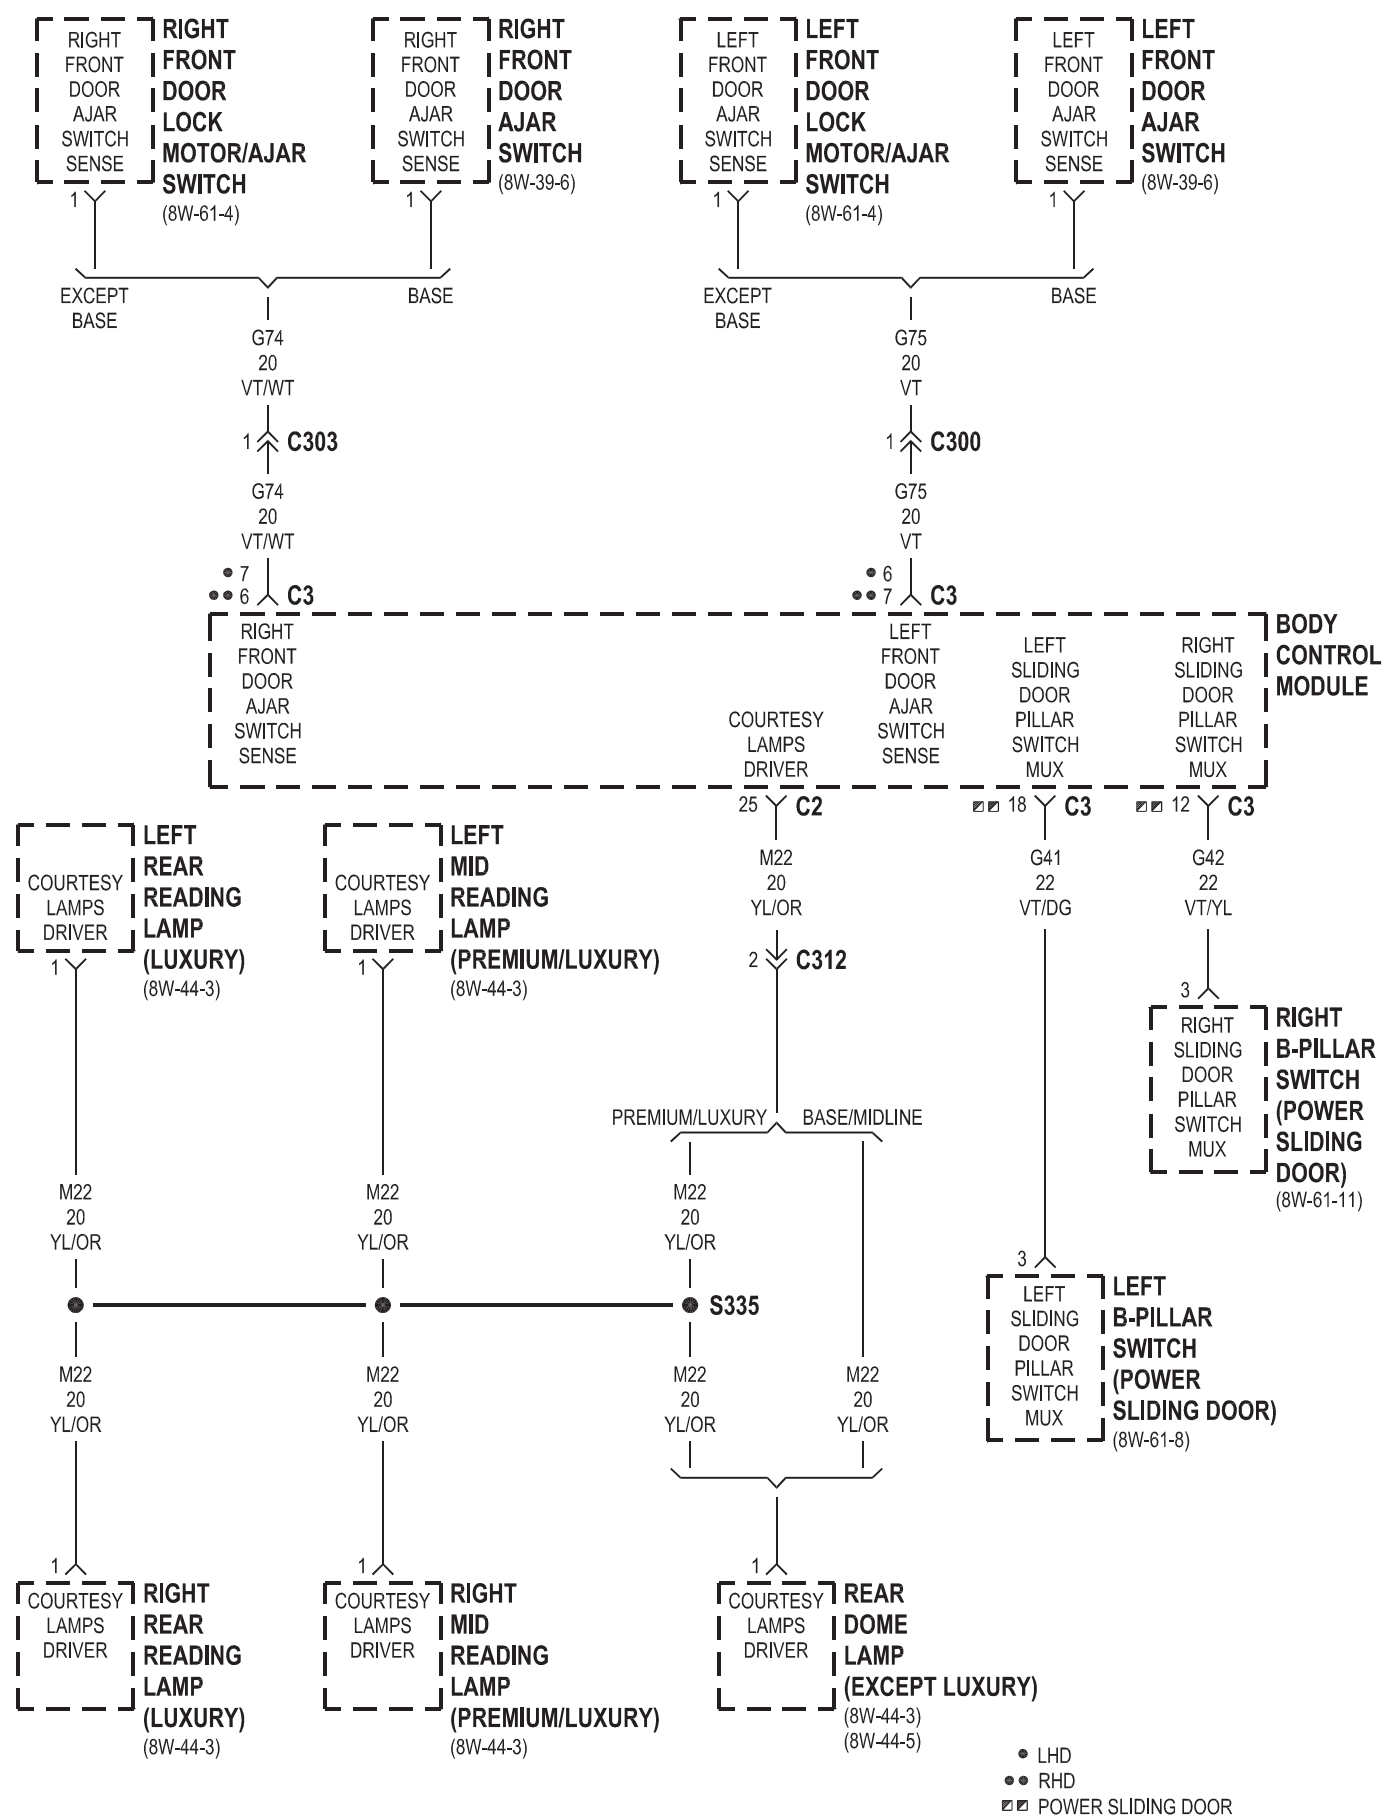 RIGHT
FRONT
DOOR
AJAR
SWITCH
SENSE
RIGHT
FRONT
DOOR
LOCK
MOTOR/AJAR
SWITCH
(8W-61-4)
1
RIGHT
FRONT
DOOR
AJAR
SWITCH
SENSE
RIGHT
FRONT
DOOR
AJAR
SWITCH
(8W-39-6)
1
LEFT
FRONT
DOOR
AJAR
SWITCH
SENSE
LEFT
FRONT
DOOR
LOCK
MOTOR/AJAR
SWITCH
(8W-61-4)
1
LEFT
FRONT
DOOR
AJAR
SWITCH
SENSE
LEFT
FRONT
DOOR
AJAR
SWITCH
(8W-39-6)
1
EXCEPT
BASE
BASE
EXCEPT
BASE
BASE
G74
20
VT/WT
1 C303
G74
20
VT/WT
7
6 C3
G75
20
VT
1 C300
G75
20
VT
6
7 C3
RIGHT
FRONT
DOOR
AJAR
SWITCH
SENSE
COURTESY
LAMPS
DRIVER
LEFT
FRONT
DOOR
AJAR
SWITCH
SENSE
LEFT
SLIDING
DOOR
PILLAR
SWITCH
MUX
RIGHT
SLIDING
DOOR
PILLAR
SWITCH
MUX
BODY
CONTROL
MODULE
25 C2
18 C3
12 C3
COURTESY
LAMPS
DRIVER
LEFT
REAR
READING
LAMP
(LUXURY)
(8W-44-3)
1
COURTESY
LAMPS
DRIVER
LEFT
MID
READING
LAMP
(PREMIUM/LUXURY)
(8W-44-3)
1
M22
20
YL/OR
2 C312
G41
22
VT/DG
G42
22
VT/YL
3
RIGHT
SLIDING
DOOR
PILLAR
SWITCH
MUX
RIGHT
B-PILLAR
SWITCH
(POWER
SLIDING
DOOR)
(8W-61-11)
PREMIUM/LUXURY
BASE/MIDLINE
M22
20
YL/OR
M22
20
YL/OR
M22
20
YL/OR
S335
3
LEFT
SLIDING
DOOR
PILLAR
SWITCH
MUX
LEFT
B-PILLAR
SWITCH
(POWER
SLIDING DOOR)
(8W-61-8)
M22
20
YL/OR
M22
20
YL/OR
M22
20
YL/OR
M22
20
YL/OR
1
COURTESY
LAMPS
DRIVER
RIGHT
REAR
READING
LAMP
(LUXURY)
(8W-44-3)
1
COURTESY
LAMPS
DRIVER
RIGHT
MID
READING
LAMP
(PREMIUM/LUXURY)
(8W-44-3)
1
COURTESY
LAMPS
DRIVER
REAR
DOME
LAMP
(EXCEPT LUXURY)
(8W-44-3)
(8W-44-5)
LHD
RHD
POWER SLIDING DOOR